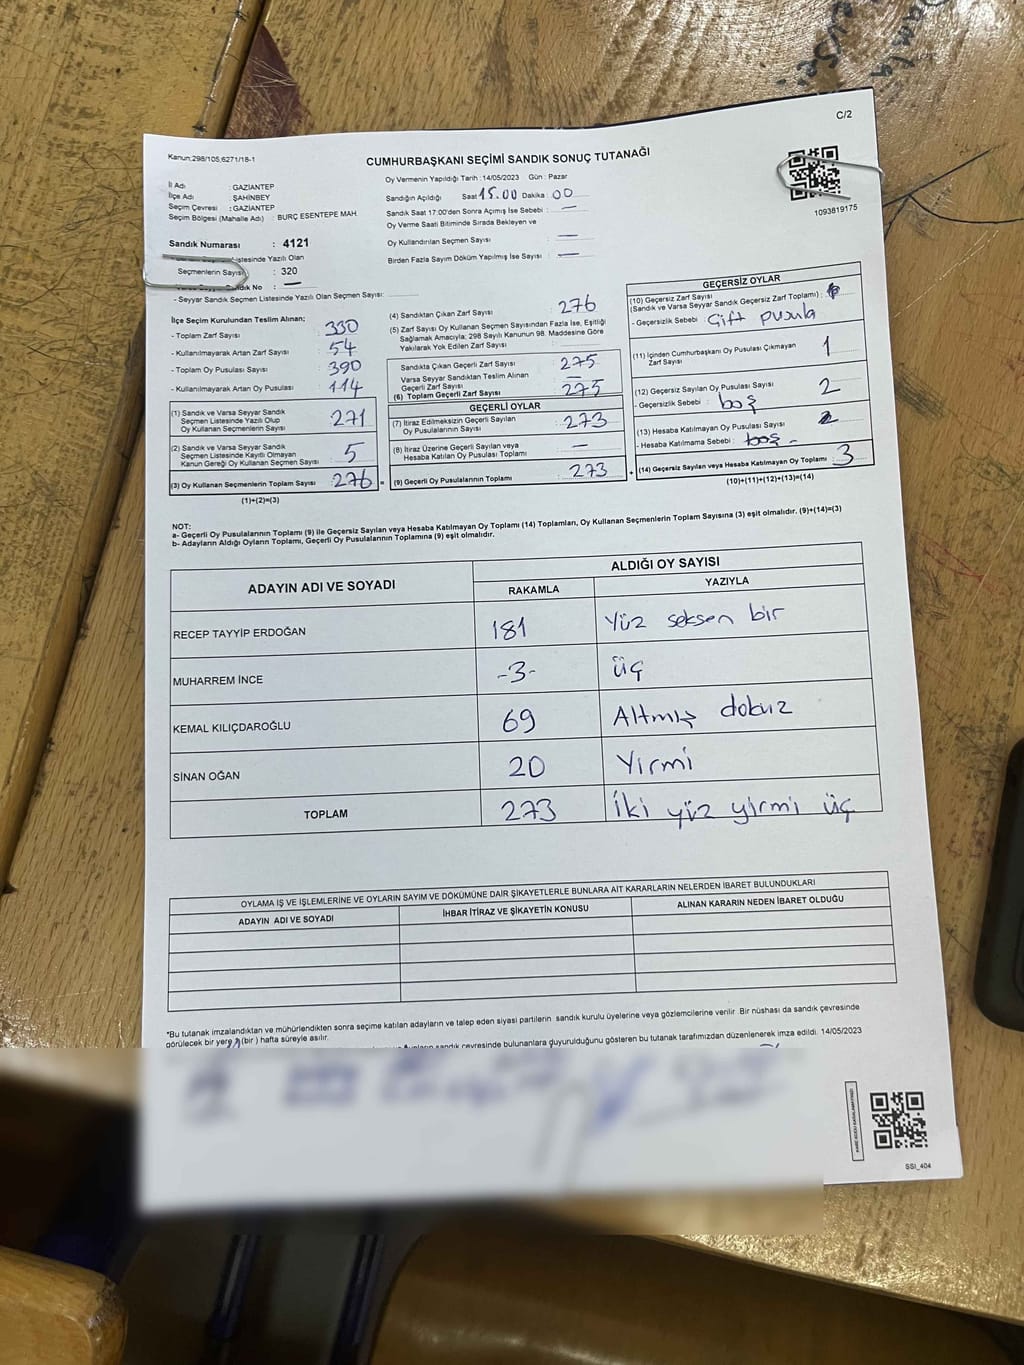 C/2
Kanun:298/105;6271/18-1
CUMHURBAŞKANI SEÇİMİ SANDIK SONUÇ TUTANAĞI
Oy Vermenin Yapıldığı Tarih :14/05/2023 Gün : Pazar
İl Adı : GAZİANTEP
İlçe Adı : ŞAHİNBEY
Seçim Çevresi : GAZİANTEP
Seçim Bölgesi (Mahalle Adı) : BURÇ ESENTEPE MAH.
Sandık Numarası : 4121
Listesinde Yazılı Olan
Seçmenlerin Sayısı : 320
Sandık No : —
- Seyyar Sandık Seçmen Listesinde Yazılı Olan Seçmen Sayısı:
Sandığın Açıldığı Saat 15.00 Dakika : 00
Sandık Saat 17.00'den Sonra Açımış İse Sebebi : —
Oy Verme Saati Bitiminde Sırada Bekleyen ve
Oy Kullandırılan Seçmen Sayısı : —
Birden Fazla Sayım Döküm Yapılmış İse Sayısı : —
1093819175
İlçe Seçim Kurulundan Teslim Alınan;
- Toplam Zarf Sayısı : 330
- Kullanılmayarak Artan Zarf Sayısı : 54
- Toplam Oy Pusulası Sayısı : 390
- Kullanılmayarak Artan Oy Pusulası : 114
(1) Sandık ve Varsa Seyyar Sandık
Seçmen Listesinde Yazılı Olup
Oy Kullanan Seçmenlerin Sayısı : 271
(2) Sandık ve Varsa Seyyar Sandık
Seçmen Listesinde Kayıtlı Olmayan
Kanun Gereği Oy Kullanan Seçmen Sayısı : 5
(3) Oy Kullanan Seçmenlerin Toplam Sayısı : 276 =
(1)+(2)=(3)
(4) Sandıktan Çıkan Zarf Sayısı : 276
(5) Zarf Sayısı Oy Kullanan Seçmen Sayısından Fazla İse, Eşitliği
Sağlamak Amacıyla; 298 Sayılı Kanunun 98. Maddesine Göre
Yakılarak Yok Edilen Zarf Sayısı :
Sandıkta Çıkan Geçerli Zarf Sayısı : 275
Varsa Seyyar Sandıktan Teslim Alınan
Geçerli Zarf Sayısı : —
(6) Toplam Geçerli Zarf Sayısı : 275
GEÇERLİ OYLAR
(7) İtiraz Edilmeksizin Geçerli Sayılan
Oy Pusulalarının Sayısı : 273
(8) İtiraz Üzerine Geçerli Sayılan veya
Hesaba Katılan Oy Pusulası Toplamı : —
(9) Geçerli Oy Pusulalarının Toplamı : 273 +
GEÇERSİZ OYLAR
(10) Geçersiz Zarf Sayısı
(Sandık ve Varsa Seyyar Sandık Geçersiz Zarf Toplamı) :
- Geçersizlik Sebebi : Çift pusula
(11) İçinden Cumhurbaşkanı Oy Pusulası Çıkmayan
Zarf Sayısı : 1
(12) Geçersiz Sayılan Oy Pusulası Sayısı : 2
- Geçersizlik Sebebi : boş
(13) Hesaba Katılmayan Oy Pusulası Sayısı :
- Hesaba Katılmama Sebebi : boş -
(14) Geçersiz Sayılan veya Hesaba Katılmayan Oy Toplamı : 3
(10)+(11)+(12)+(13)=(14)
NOT:
a- Geçerli Oy Pusulalarının Toplamı (9) ile Geçersiz Sayılan veya Hesaba Katılmayan Oy Toplamı (14) Toplamları, Oy Kullanan Seçmenlerin Toplam Sayısına (3) eşit olmalıdır. (9)+(14)=(3)
b- Adayların Aldığı Oyların Toplamı, Geçerli Oy Pusulalarının Toplamına (9) eşit olmalıdır.
ADAYIN ADI VE SOYADI ALDIĞI OY SAYISI
RAKAMLA YAZIYLA
RECEP TAYYİP ERDOĞAN 181 Yüz seksen bir
MUHARREM İNCE -3- üç
KEMAL KILIÇDAROĞLU 69 Altmış dokuz
SİNAN OĞAN 20 Yirmi
TOPLAM 273 İki yüz yirmi üç
OYLAMA İŞ VE İŞLEMLERİNE VE OYLARIN SAYIM VE DÖKÜMÜNE DAİR ŞİKAYETLERLE BUNLARA AİT KARARLARIN NELERDEN İBARET BULUNDUKLARI
ADAYIN ADI VE SOYADI İHBAR İTİRAZ VE ŞİKAYETİN KONUSU ALINAN KARARIN NEDEN İBARET OLDUĞU
*Bu tutanak imzalandıktan ve mühürlendikten sonra seçime katılan adayların ve talep eden siyasi partilerin sandık kurulu üyelerine veya gözlemcilerine verilir. Bir nüshası da sandık çevresinde
görülecek bir yere (bir) hafta süreyle asılır.
sandık çevresinde bulunanlara duyurulduğunu gösteren bu tutanak tarafımızdan düzenlenerek imza edildi. 14/05/2023
SSI_404